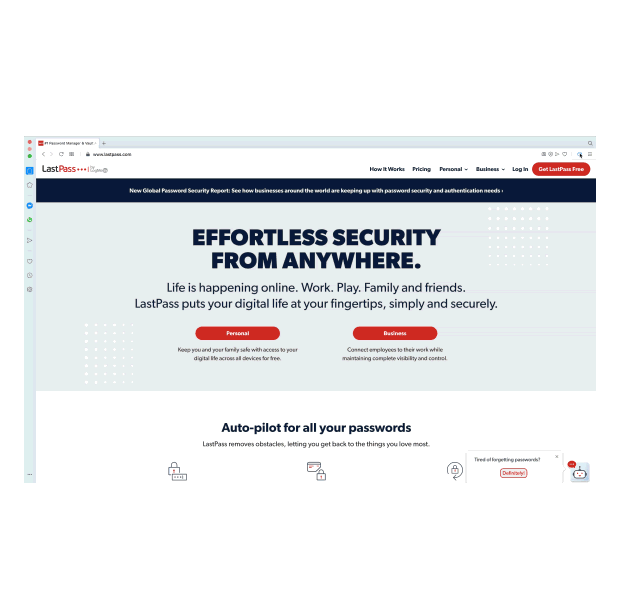 #1 Password Manager & Vault
www.lastpass.com
LastPass
How It Works Pricing Personal Business Log In Get LastPass Free
New Global Password Security Report: See how businesses around the world are keeping up with password security and authentication needs ›
EFFORTLESS SECURITY
FROM ANYWHERE.
Life is happening online. Work. Play. Family and friends.
LastPass puts your digital life at your fingertips, simply and securely.
Personal Business
Keep you and your family safe with access to your
digital life across all devices for free.
Connect employees to their work while
maintaining complete visibility and control.
Auto-pilot for all your passwords
LastPass removes obstacles, letting you get back to the things you love most.
Tired of forgetting passwords?
Definitely!